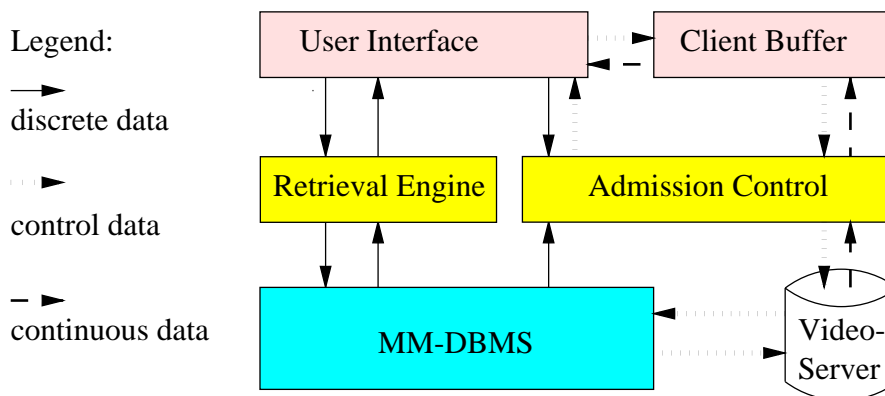 Legend:
discrete data
control data
continuous data
User Interface
Client Buffer
Retrieval Engine
Admission Control
MM-DBMS
Video-
Server